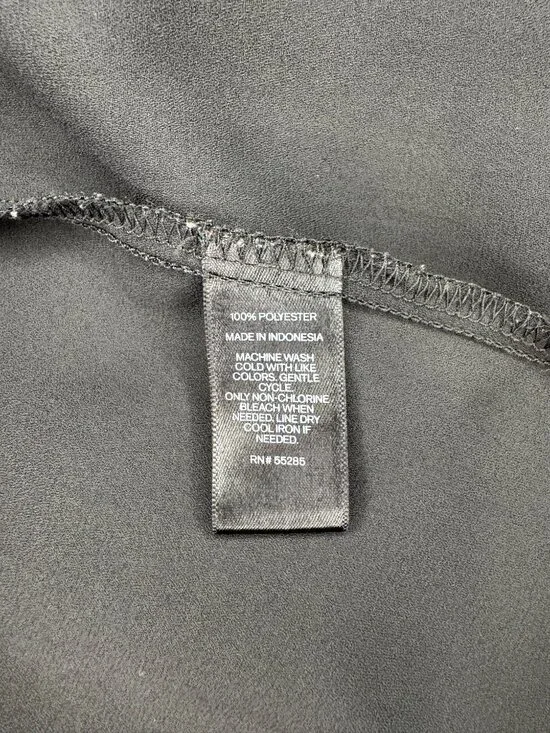 100% POLYESTER
MADE IN INDONESIA
MACHINE WASH
COLD WITH LIKE
COLORS. GENTLE
CYCLE.
ONLY NON-CHLORINE
BLEACH WHEN
NEEDED. LINE DRY
COOL IRON IF
NEEDED.
RN# 55285